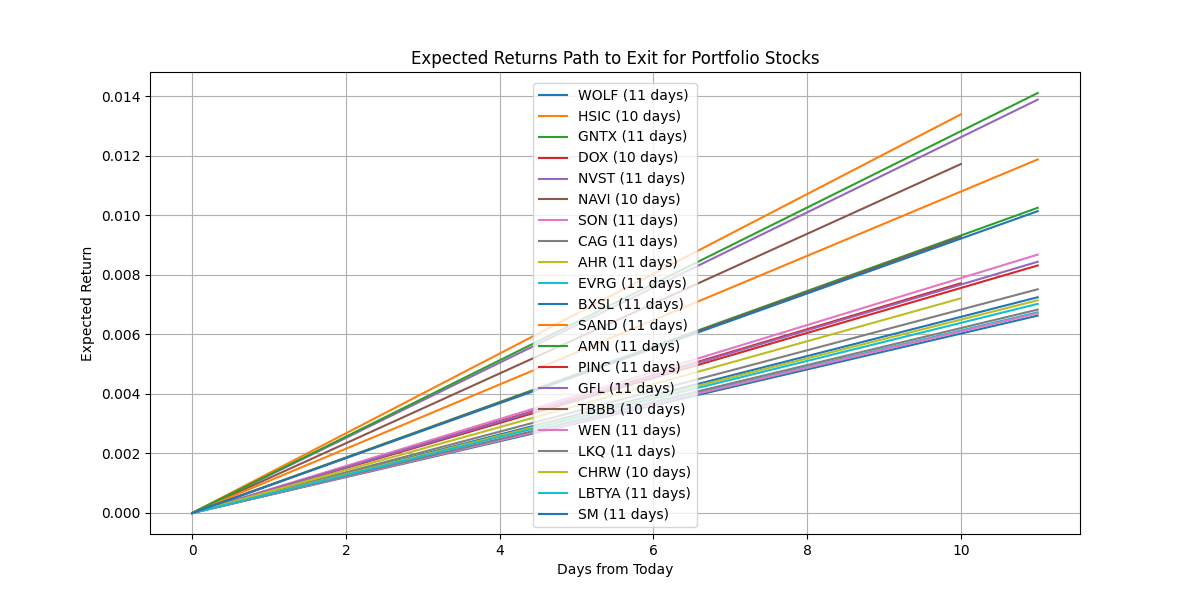 Expected Returns Path to Exit for Portfolio Stocks
Expected Return
0.014
0.012
0.010
0.008
0.006
0.004
0.002
0.000
WOLF (11 days)
HSIC (10 days)
GNTX (11 days)
DOX (10 days)
NVST (11 days)
NAVI (10 days)
SON (11 days)
CAG (11 days)
AHR (11 days)
EVRG (11 days)
BXSL (11 days)
SAND (11 days)
AMN (11 days)
PINC (11 days)
GFL (11 days)
TBBB (10 days)
WEN (11 days)
LKQ (11 days)
CHRW (10 days)
LBTYA (11 days)
SM (11 days)
0
2
4
6
8
10
Days from Today